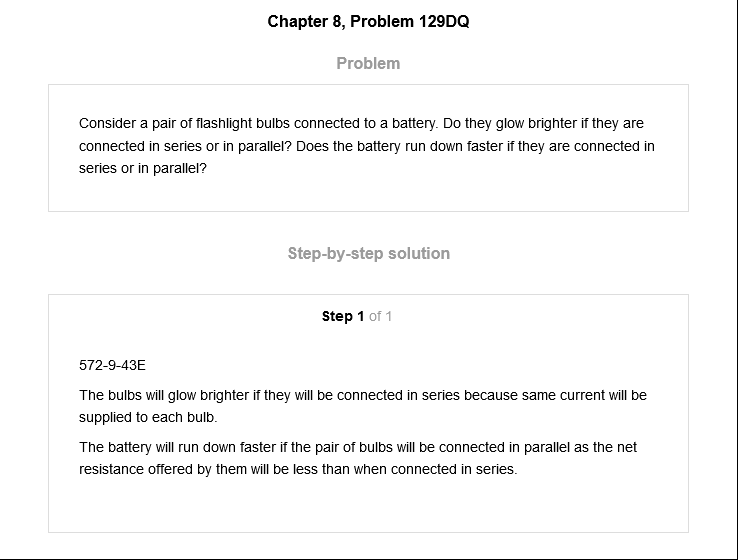 Chapter 8, Problem 129DQ
Problem
Consider a pair of flashlight bulbs connected to a battery. Do they glow brighter if they are
connected in series or in parallel? Does the battery run down faster if they are connected in
series or in parallel?
Step-by-step solution
Step 1 of 1
572-9-43E
The bulbs will glow brighter if they will be connected in series because same current will be
supplied to each bulb.
The battery will run down faster if the pair of bulbs will be connected in parallel as the net
resistance offered by them will be less than when connected in series.